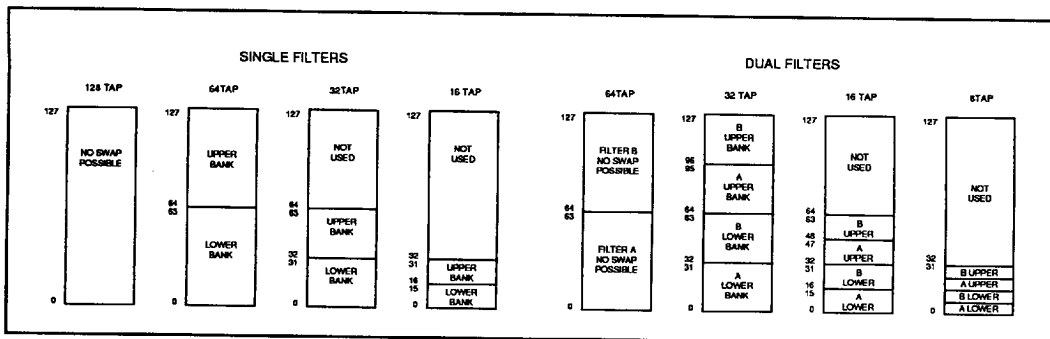 SINGLE FILTERS
DUAL FILTERS
128 TAP
127
NO SWAP
POSSIBLE
0
64TAP
127
UPPER
BANK
64
63
LOWER
BANK
0
32TAP
127
NOT
USED
64
63
UPPER
BANK
32
31
LOWER
BANK
0
16 TAP
127
NOT
USED
32
31
UPPER
BANK
16
15
LOWER
BANK
0
64TAP
127
FILTER B
NO SWAP
POSSIBLE
64
63
FILTER A
NO SWAP
POSSIBLE
0
32 TAP
127
B
UPPER
BANK
96
95
A
UPPER
BANK
64
63
B
LOWER
BANK
32
31
A
LOWER
BANK
0
16 TAP
127
NOT
USED
64
63
B
UPPER
48
47
A
UPPER
32
31
B
LOWER
16
15
A
LOWER
0
8TAP
127
NOT
USED
32
31
B UPPER
A UPPER
B LOWER
A LOWER
0